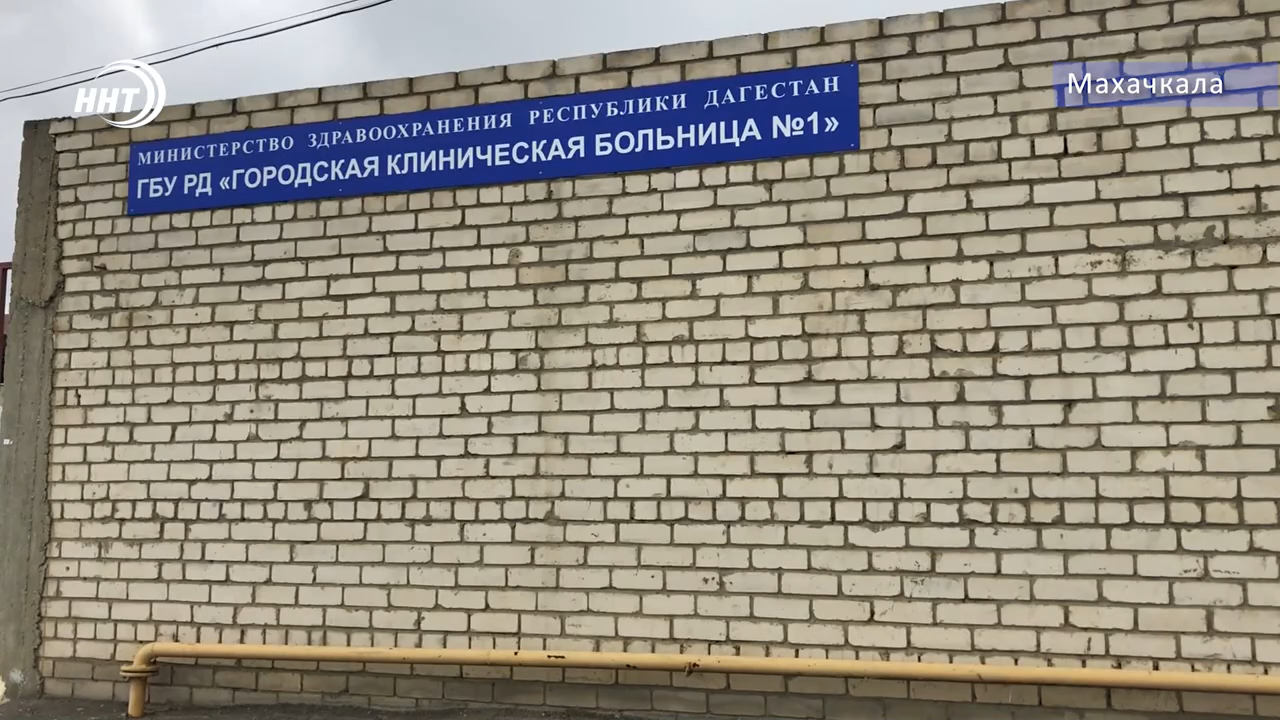 ННТ
Махачкала
МИНИСТЕРСТВО ЗДРАВООХРАНЕНИЯ РЕСПУБЛИКИ ДАГЕСТАН
ГБУ РД «ГОРОДСКАЯ КЛИНИЧЕСКАЯ БОЛЬНИЦА №1»